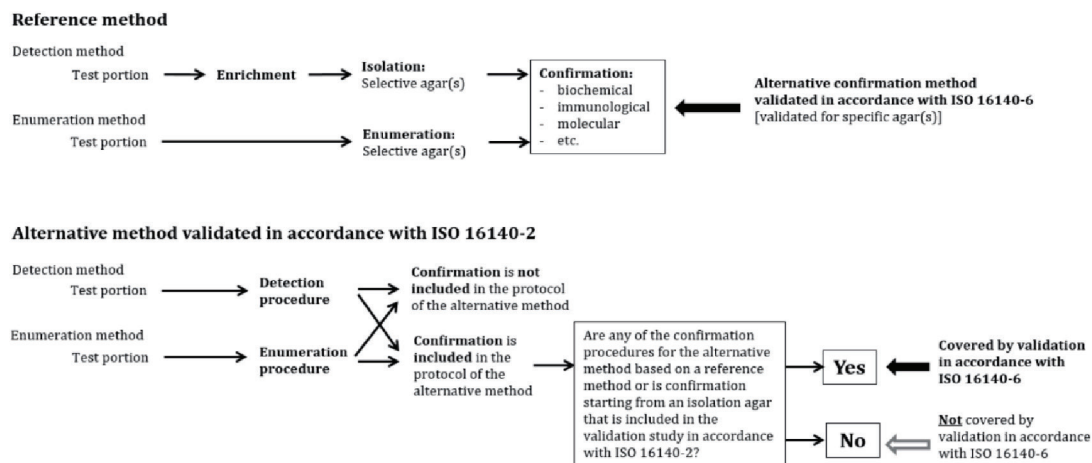 Reference method
Detection method
Test portion
Enrichment
Isolation:
Selective agar(s)
Enumeration method
Test portion
Enumeration:
Selective agar(s)
Confirmation:
- biochemical
- immunological
- molecular
- etc.
Alternative confirmation method
validated in accordance with ISO 16140-6
[validated for specific agar(s)]
Alternative method validated in accordance with ISO 16140-2
Detection method
Test portion
Detection
procedure
Confirmation is not
included in the protocol
of the alternative method
Enumeration method
Test portion
Enumeration
procedure
Confirmation is
included in the
protocol of the
alternative method
Are any of the confirmation
procedures for the alternative
method based on a reference
method or is confirmation
starting from an isolation agar
that is included in the
validation study in accordance
with ISO 16140-2?
Yes
Covered by validation
in accordance with
ISO 16140-6
No
Not covered by
validation in accordance
with ISO 16140-6